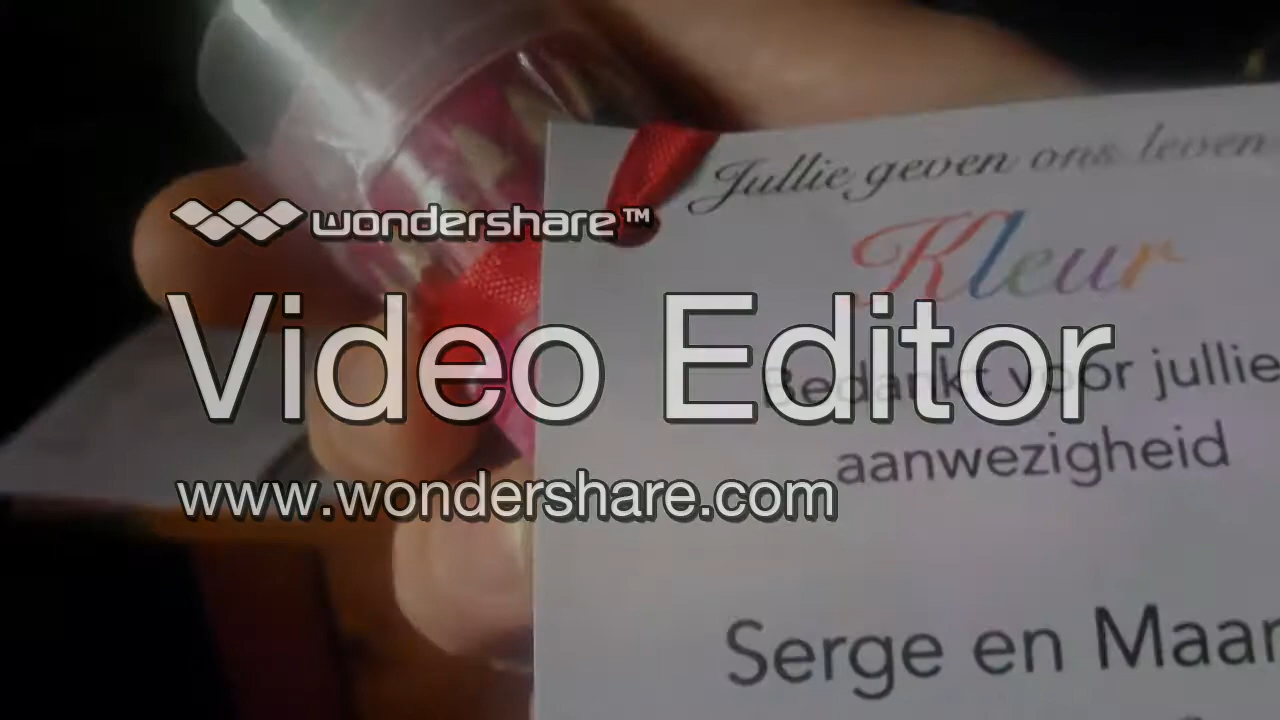 Jullie geven ons leven
Kleur
Bedankt voor jullie
aanwezigheid
Serge en Maar
wondershare™
Video Editor
www.wondershare.com